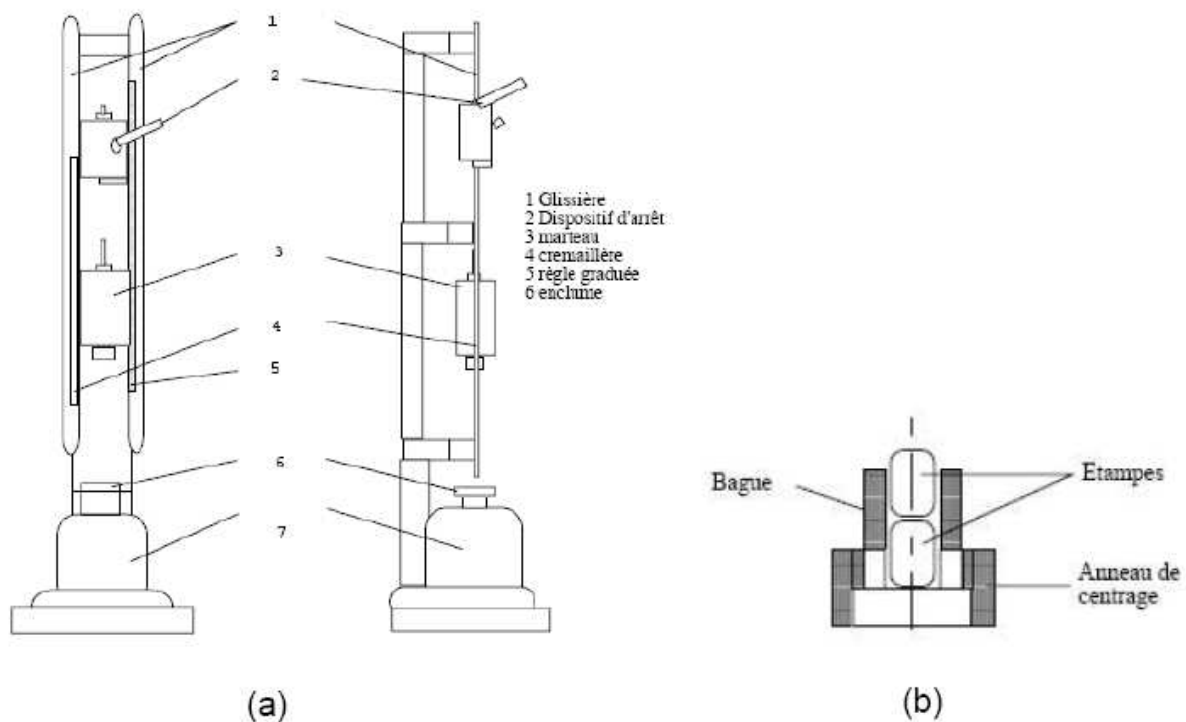 1
2
1 Glissière
2 Dispositif d'arrêt
3 marteau
4 cremaillère
5 règle graduée
6 enclume
3
4
5
6
7
Bague
Etampes
Anneau de
centrage
(a)
(b)